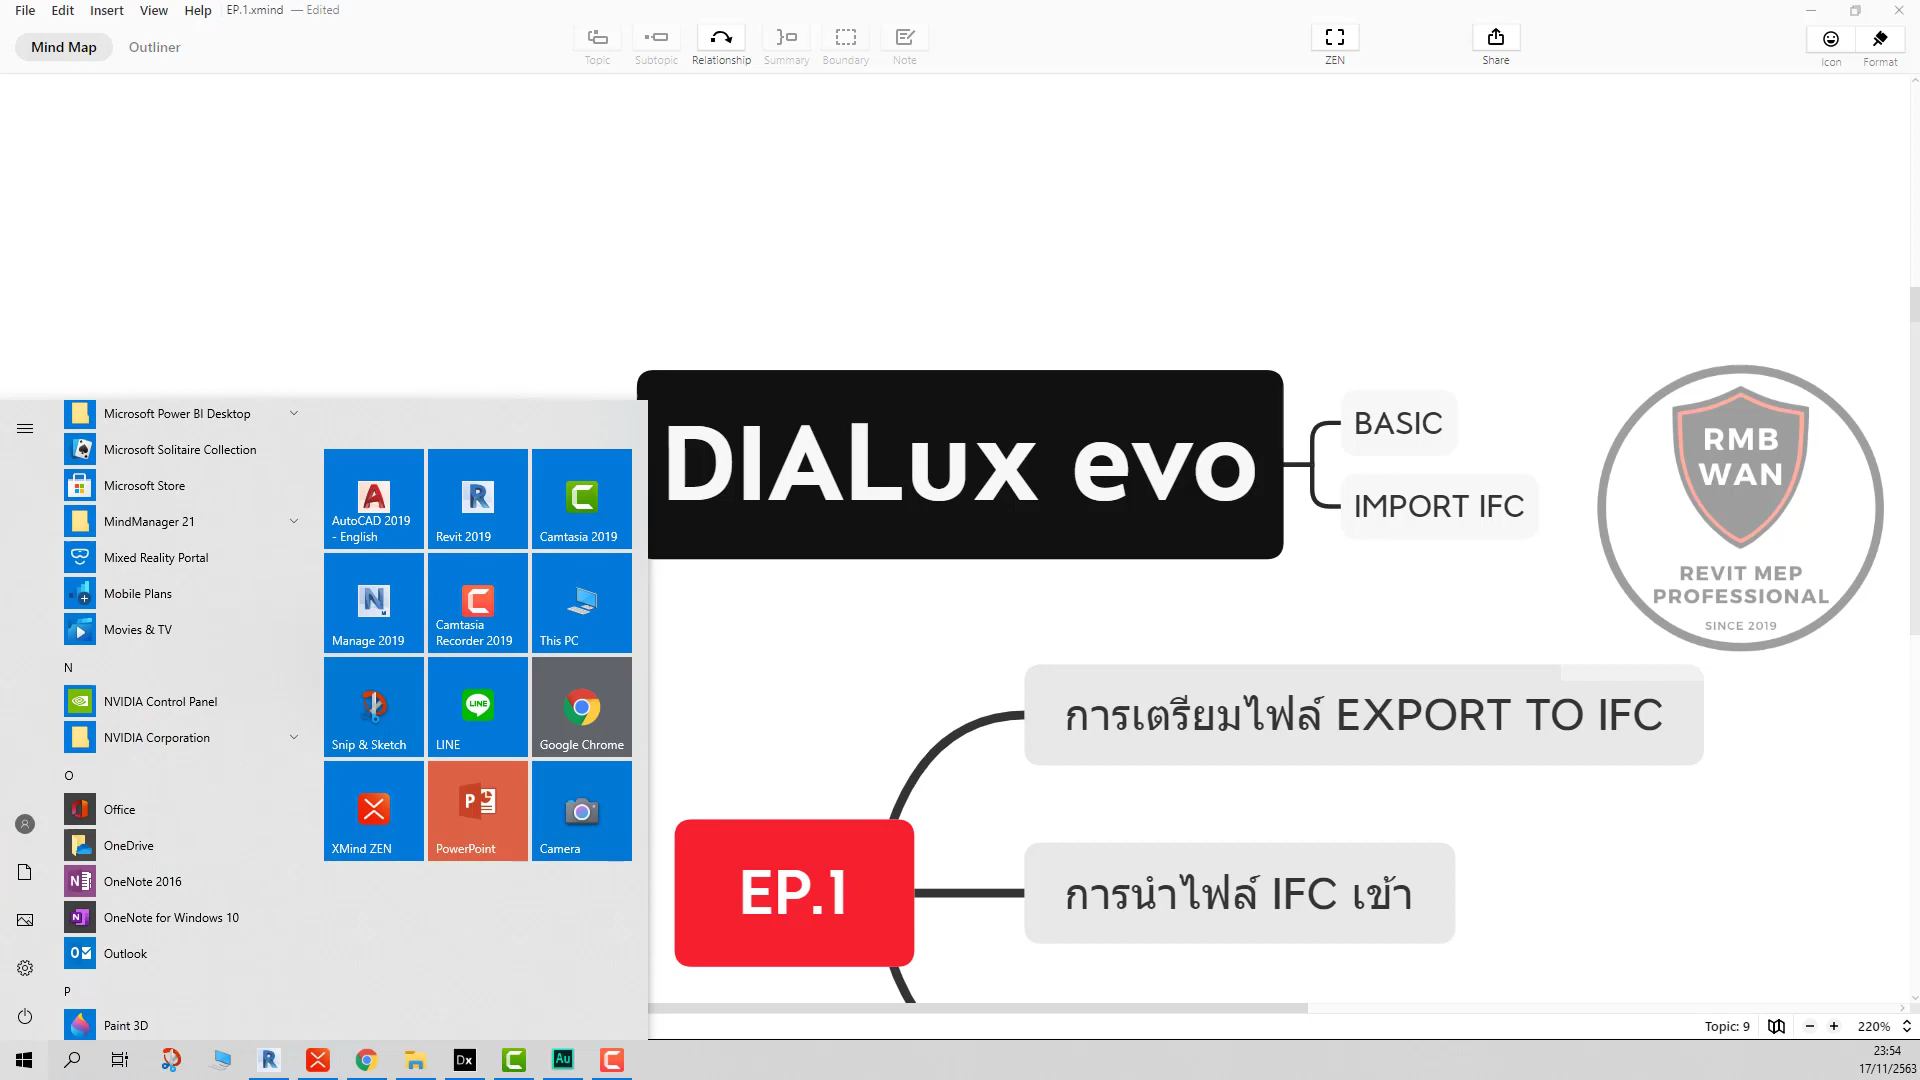 File Edit Insert View Help EP.1.xmind — Edited
Mind Map Outliner
Topic Subtopic Relationship Summary Boundary Note ZEN Share Icon Format
DIALux evo
BASIC
IMPORT IFC
RMB
WAN
REVIT MEP
PROFESSIONAL
SINCE 2019
การเตรียมไฟล์ EXPORT TO IFC
EP.1
การนำไฟล์ IFC เข้า
Microsoft Power BI Desktop
Microsoft Solitaire Collection
Microsoft Store
MindManager 21
Mixed Reality Portal
Mobile Plans
Movies & TV
N
NVIDIA Control Panel
NVIDIA Corporation
O
Office
OneDrive
OneNote 2016
OneNote for Windows 10
Outlook
P
Paint 3D
AutoCAD 2019
- English
Revit 2019
Camtasia 2019
Manage 2019
Camtasia
Recorder 2019
This PC
Snip & Sketch
LINE
LINE
Google Chrome
XMind ZEN
PowerPoint
Camera
Topic: 9
220%
Dx
Au
23:54
17/11/2563